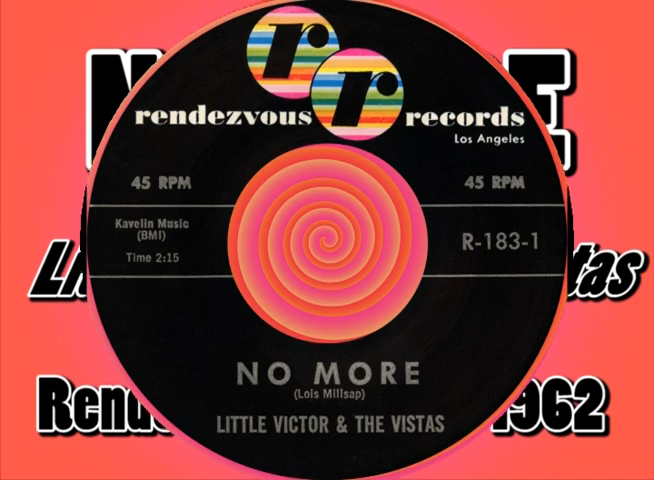 r
r
rendezvous records
Los Angeles
45 RPM 45 RPM
Kavelin Music
(BMI)
R-183-1
Time 2:15
NO MORE
(Lois Millsap)
LITTLE VICTOR & THE VISTAS
1962